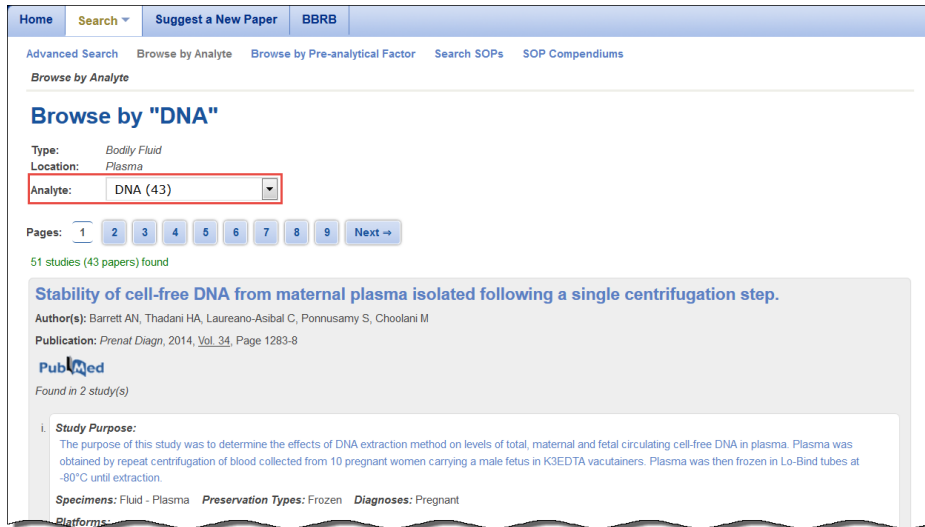 Home Search Suggest a New Paper BBRB
Advanced Search Browse by Analyte Browse by Pre-analytical Factor Search SOPs SOP Compendiums
Browse by Analyte
Browse by "DNA"
Type: Bodily Fluid
Location: Plasma
Analyte: DNA (43)
Pages: 1 2 3 4 5 6 7 8 9 Next ⇒
51 studies (43 papers) found
Stability of cell-free DNA from maternal plasma isolated following a single centrifugation step.
Author(s): Barrett AN, Thadani HA, Laureano-Asibal C, Ponnusamy S, Choolani M
Publication: Prenat Diagn, 2014, Vol. 34, Page 1283-8
PubMed
Found in 2 study(s)
i. Study Purpose:
The purpose of this study was to determine the effects of DNA extraction method on levels of total, maternal and fetal circulating cell-free DNA in plasma. Plasma was
obtained by repeat centrifugation of blood collected from 10 pregnant women carrying a male fetus in K3EDTA vacutainers. Plasma was then frozen in Lo-Bind tubes at
-80°C until extraction.
Specimens: Fluid - Plasma Preservation Types: Frozen Diagnoses: Pregnant
Platforms: